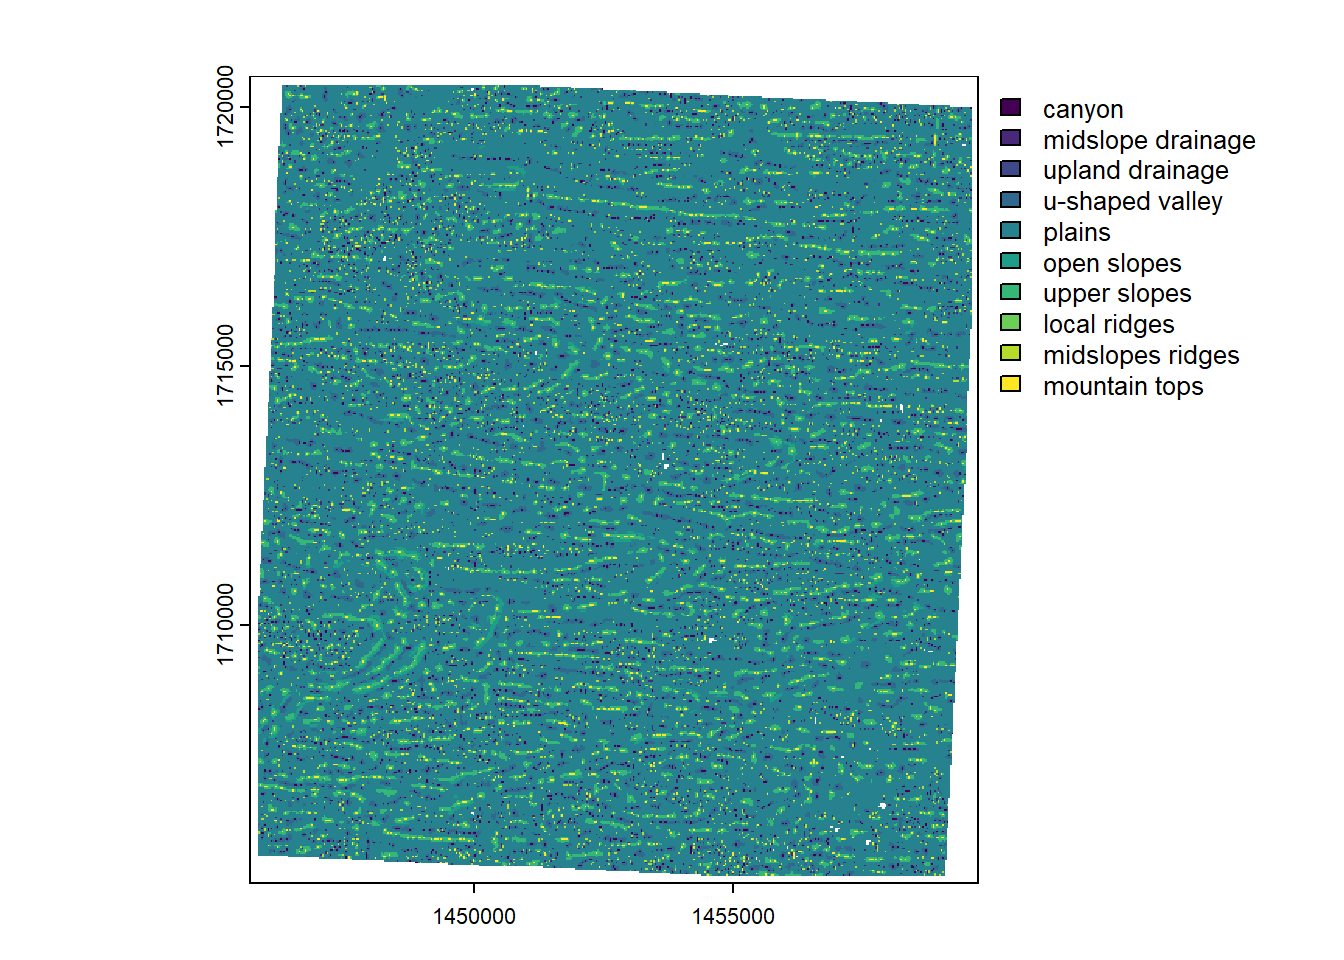 1720000
1715000
1710000
1450000
1455000
canyon
midslope drainage
upland drainage
u-shaped valley
plains
open slopes
upper slopes
local ridges
midslopes ridges
mountain tops